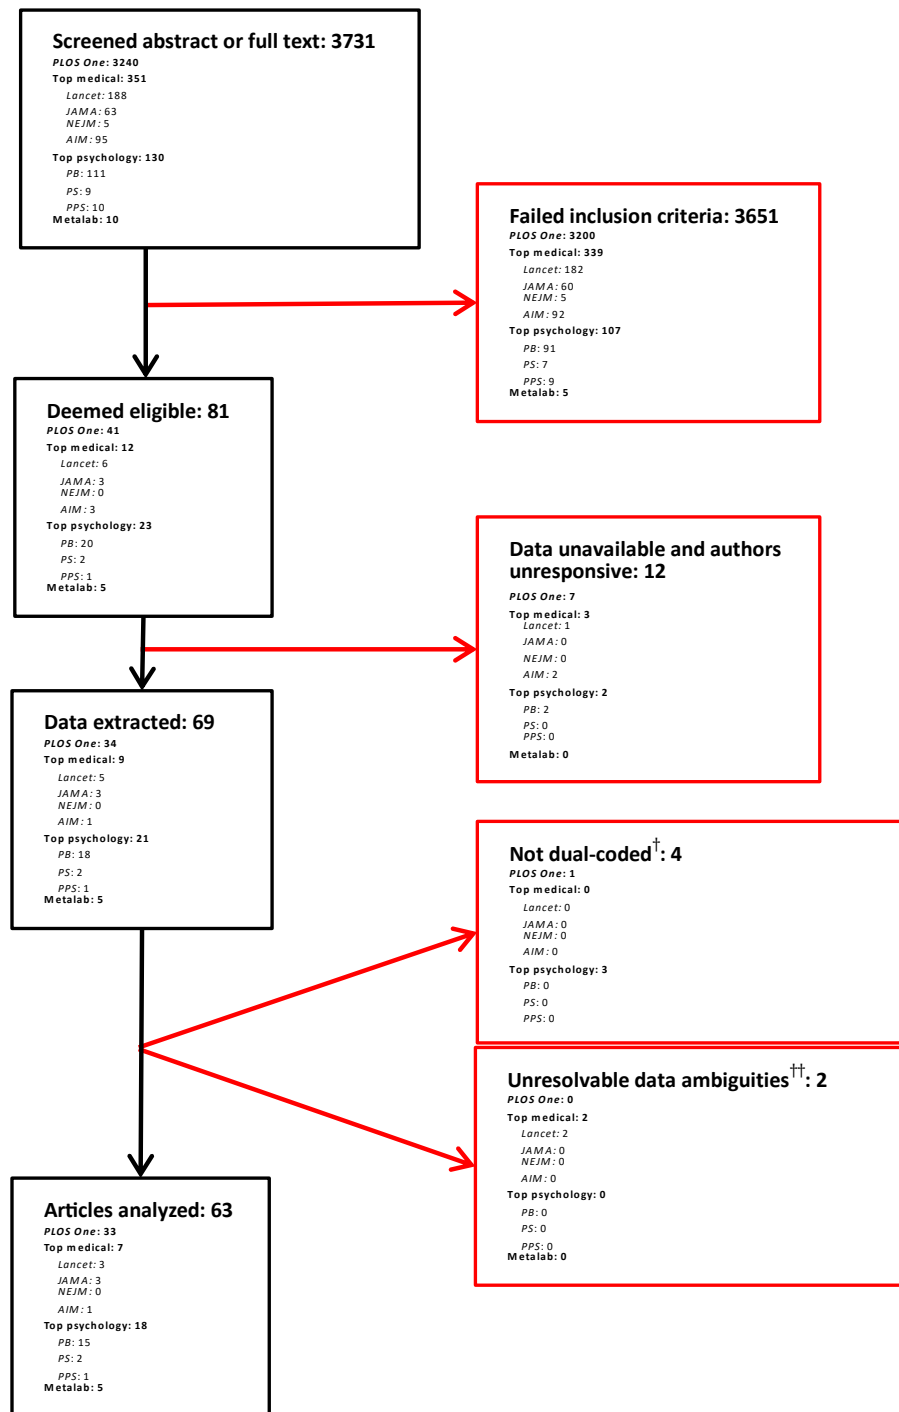 Screened abstract or full text: 3731
PLOS One: 3240
Top medical: 351
Lancet: 188
JAMA: 63
NEJM: 5
AIM: 95
Top psychology: 130
PB: 111
PS: 9
PPS: 10
Metalab: 10
Failed inclusion criteria: 3651
PLOS One: 3200
Top medical: 339
Lancet: 182
JAMA: 60
NEJM: 5
AIM: 92
Top psychology: 107
PB: 91
PS: 7
PPS: 9
Metalab: 5
Deemed eligible: 81
PLOS One: 41
Top medical: 12
Lancet: 6
JAMA: 3
NEJM: 0
AIM: 3
Top psychology: 23
PB: 20
PS: 2
PPS: 1
Metalab: 5
Data unavailable and authors
unresponsive: 12
PLOS One: 7
Top medical: 3
Lancet: 1
JAMA: 0
NEJM: 0
AIM: 2
Top psychology: 2
PB: 2
PS: 0
PPS: 0
Metalab: 0
Data extracted: 69
PLOS One: 34
Top medical: 9
Lancet: 5
JAMA: 3
NEJM: 0
AIM: 1
Top psychology: 21
PB: 18
PS: 2
PPS: 1
Metalab: 5
Not dual-coded†: 4
PLOS One: 1
Top medical: 0
Lancet: 0
JAMA: 0
NEJM: 0
AIM: 0
Top psychology: 3
PB: 0
PS: 0
PPS: 0
Unresolvable data ambiguities††: 2
PLOS One: 0
Top medical: 2
Lancet: 2
JAMA: 0
NEJM: 0
AIM: 0
Top psychology: 0
PB: 0
PS: 0
PPS: 0
Metalab: 0
Articles analyzed: 63
PLOS One: 33
Top medical: 7
Lancet: 3
JAMA: 3
NEJM: 0
AIM: 1
Top psychology: 18
PB: 15
PS: 2
PPS: 1
Metalab: 5